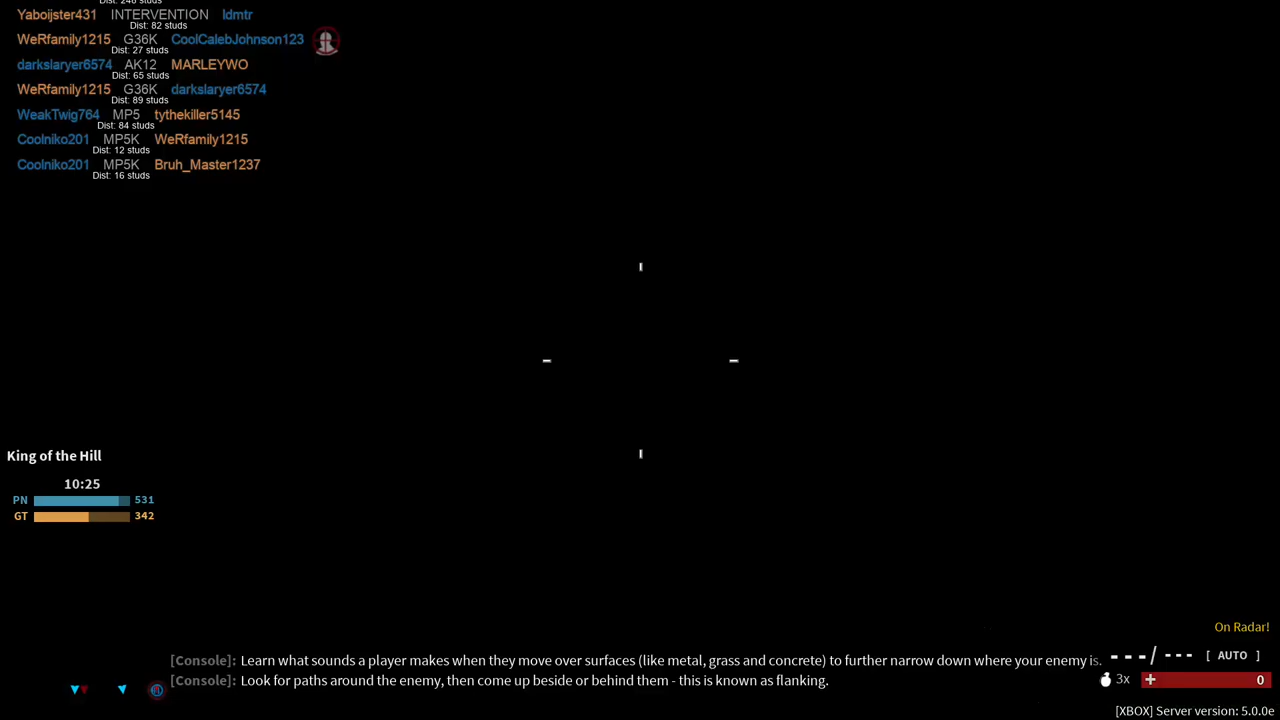 Dist: 246 studs
Yaboijster431 INTERVENTION ldmtr
Dist: 82 studs
WeRfamily1215 G36K CoolCalebJohnson123
Dist: 27 studs
darkslaryer6574 AK12 MARLEYWO
Dist: 65 studs
WeRfamily1215 G36K darkslaryer6574
Dist: 89 studs
WeakTwig764 MP5 tythekiller5145
Dist: 84 studs
Coolniko201 MP5K WeRfamily1215
Dist: 12 studs
Coolniko201 MP5K Bruh_Master1237
Dist: 16 studs
King of the Hill
10:25
PN 531
GT 342
On Radar!
[Console]: Learn what sounds a player makes when they move over surfaces (like metal, grass and concrete) to further narrow down where your enemy is.
---/ --- [ AUTO ]
[Console]: Look for paths around the enemy, then come up beside or behind them - this is known as flanking.
3x 0
[XBOX] Server version: 5.0.0e